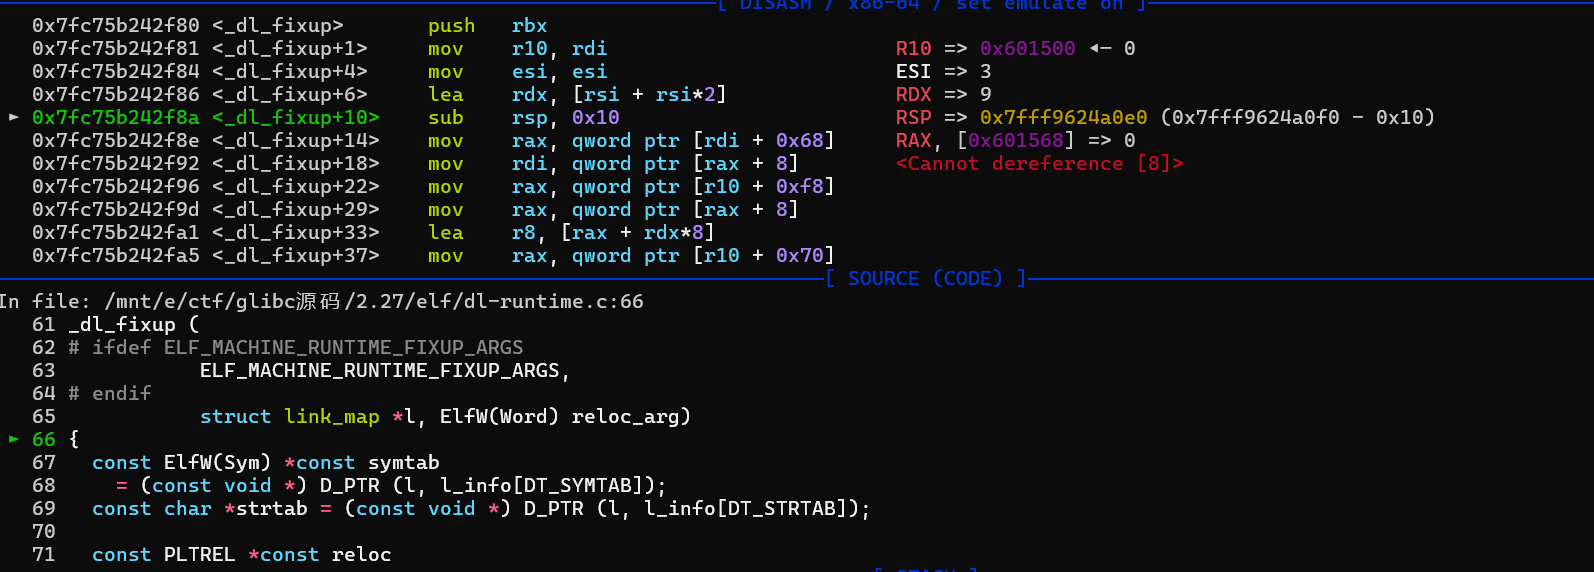 [ DISASM / x86-64 / set emulate on ]
0x7fc75b242f80 <_dl_fixup> push rbx
0x7fc75b242f81 <_dl_fixup+1> mov r10, rdi R10 => 0x601500 ◂— 0
0x7fc75b242f84 <_dl_fixup+4> mov esi, esi ESI => 3
0x7fc75b242f86 <_dl_fixup+6> lea rdx, [rsi + rsi*2] RDX => 9
► 0x7fc75b242f8a <_dl_fixup+10> sub rsp, 0x10 RSP => 0x7fff9624a0e0 (0x7fff9624a0f0 - 0x10)
0x7fc75b242f8e <_dl_fixup+14> mov rax, qword ptr [rdi + 0x68] RAX, [0x601568] => 0
0x7fc75b242f92 <_dl_fixup+18> mov rdi, qword ptr [rax + 8] <Cannot dereference [8]>
0x7fc75b242f96 <_dl_fixup+22> mov rax, qword ptr [r10 + 0xf8]
0x7fc75b242f9d <_dl_fixup+29> mov rax, qword ptr [rax + 8]
0x7fc75b242fa1 <_dl_fixup+33> lea r8, [rax + rdx*8]
0x7fc75b242fa5 <_dl_fixup+37> mov rax, qword ptr [r10 + 0x70]
[ SOURCE (CODE) ]
In file: /mnt/e/ctf/glibc源码/2.27/elf/dl-runtime.c:66
61 _dl_fixup (
62 # ifdef ELF_MACHINE_RUNTIME_FIXUP_ARGS
63 ELF_MACHINE_RUNTIME_FIXUP_ARGS,
64 # endif
65 struct link_map *l, ElfW(Word) reloc_arg)
► 66 {
67 const ElfW(Sym) *const symtab
68 = (const void *) D_PTR (l, l_info[DT_SYMTAB]);
69 const char *strtab = (const void *) D_PTR (l, l_info[DT_STRTAB]);
70
71 const PLTREL *const reloc